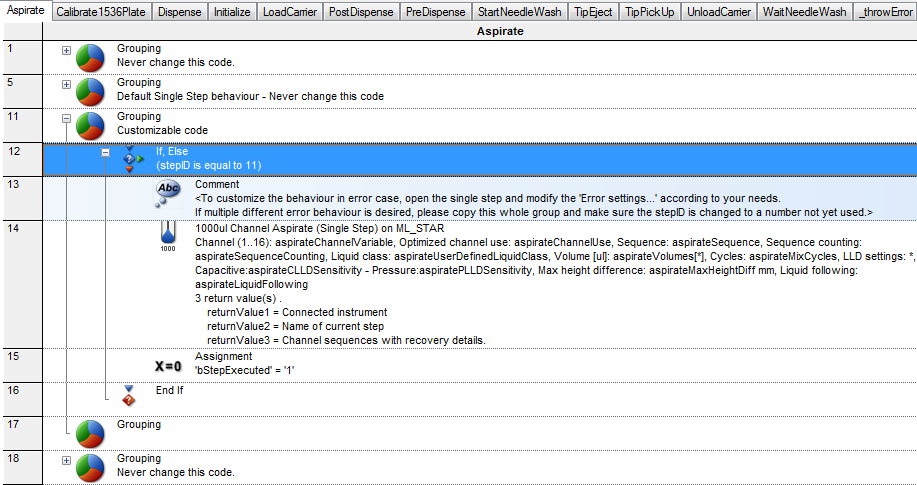 Aspirate Calibrate1536Plate Dispense Initialize LoadCarrier PostDispense PreDispense StartNeedleWash TipEject TipPickUp UnloadCarrier WaitNeedleWash _throwError
Aspirate
1 Grouping
Never change this code.
5 Grouping
Default Single Step behaviour - Never change this code
11 Grouping
Customizable code
12 If, Else
(stepID is equal to 11)
13 Abc Comment
<To customize the behaviour in error case, open the single step and modify the 'Error settings...' according to your needs.
If multiple different error behaviour is desired, please copy this whole group and make sure the stepID is changed to a number not yet used.>
14 1000ul Channel Aspirate (Single Step) on ML_STAR
Channel (1..16): aspirateChannelVariable, Optimized channel use: aspirateChannelUse, Sequence: aspirateSequence, Sequence counting:
aspirateSequenceCounting, Liquid class: aspirateUserDefinedLiquidClass, Volume [ul]: aspirateVolumes[*], Cycles: aspirateMixCycles, LLD settings: *,
1000 Capacitive:aspirateCLLDSensitivity - Pressure:aspiratePLLDSensitivity, Max height difference: aspirateMaxHeightDiff mm, Liquid following:
aspirateLiquidFollowing
3 return value(s) .
returnValue1 = Connected instrument
returnValue2 = Name of current step
returnValue3 = Channel sequences with recovery details.
15 Assignment
X=0 'bStepExecuted' = '1'
16 End If
17 Grouping
18 Grouping
Never change this code.